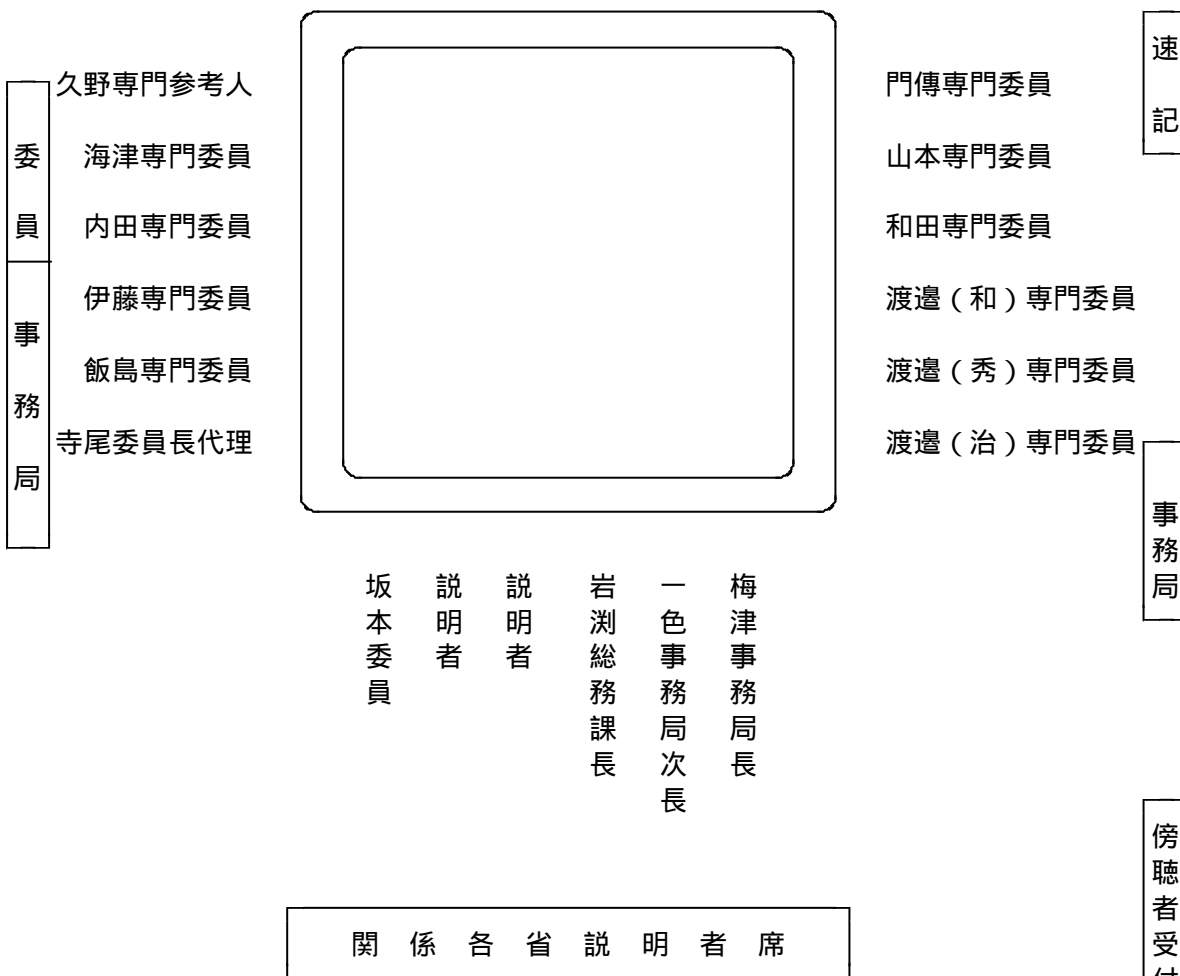 久野専門参考人
海津専門委員
内田専門委員
伊藤専門委員
飯島専門委員
寺尾委員長代理
委員
事務局
門傳専門委員
山本専門委員
和田専門委員
渡邉(和)専門委員
渡邉(秀)専門委員
渡邉(治)専門委員
速記
事務局
坂本委員
説明者
説明者
岩渕総務課長
一色事務局次長
梅津事務局長
傍聴者受付
関係各省説明者席